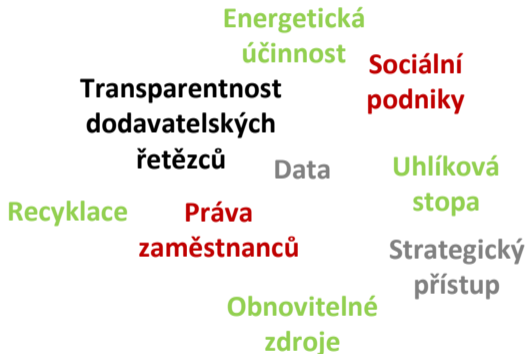 Energetická
účinnost
Sociální
podniky
Transparentnost
dodavatelských
řetězců
Data
Uhlíková
stopa
Recyklace
Práva
zaměstnanců
Strategický
přístup
Obnovitelné
zdroje